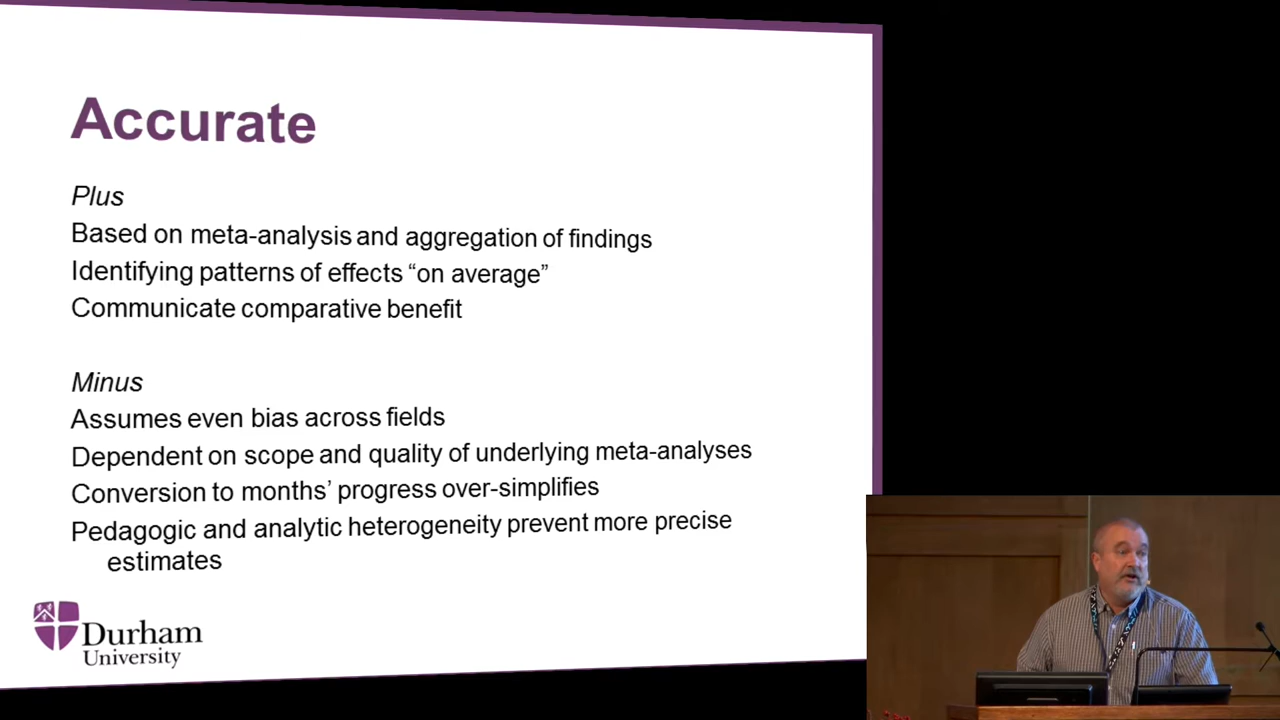 Accurate
Plus
Based on meta-analysis and aggregation of findings
Identifying patterns of effects “on average”
Communicate comparative benefit
Minus
Assumes even bias across fields
Dependent on scope and quality of underlying meta-analyses
Conversion to months’ progress over-simplifies
Pedagogic and analytic heterogeneity prevent more precise
estimates
Durham
University